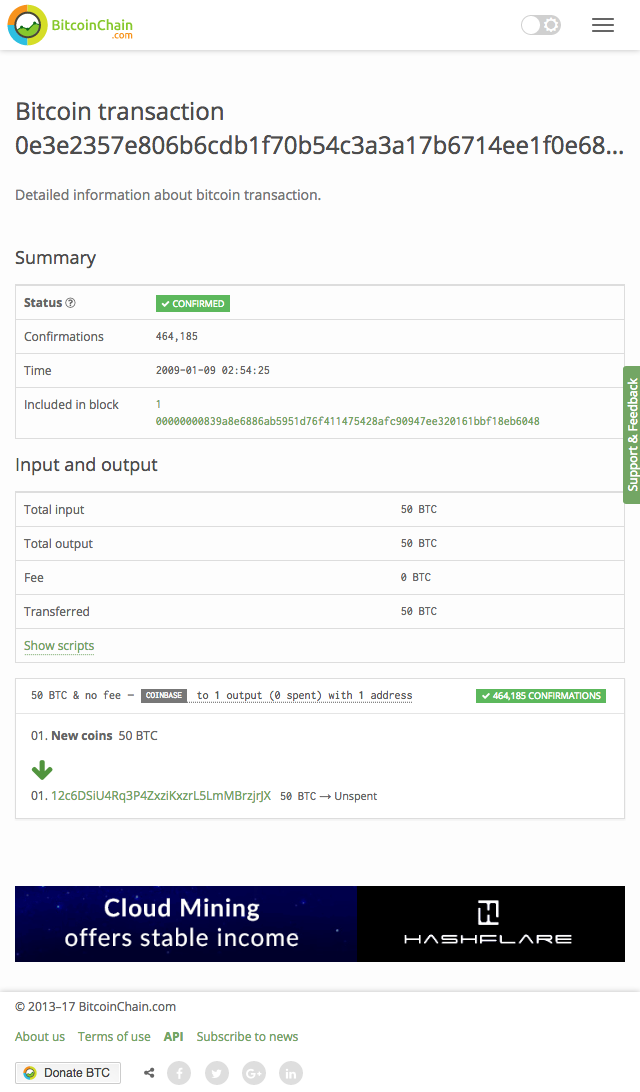 BitcoinChain
.com
Bitcoin transaction
0e3e2357e806b6cdb1f70b54c3a3a17b6714ee1f0e68...
Detailed information about bitcoin transaction.
Summary
Status ? CONFIRMED
Confirmations 464,185
Time 2009-01-09 02:54:25
Included in block 1
00000000839a8e6886ab5951d76f411475428afc90947ee320161bbf18eb6048
Support & Feedback
Input and output
Total input 50 BTC
Total output 50 BTC
Fee 0 BTC
Transferred 50 BTC
Show scripts
50 BTC & no fee — COINBASE to 1 output (0 spent) with 1 address 464,185 CONFIRMATIONS
01. New coins 50 BTC
01. 12c6DSiU4Rq3P4ZxziKxzrL5LmMBrzjrJX 50 BTC → Unspent
Cloud Mining
offers stable income
HASHFLARE
© 2013–17 BitcoinChain.com
About us Terms of use API Subscribe to news
Donate BTC